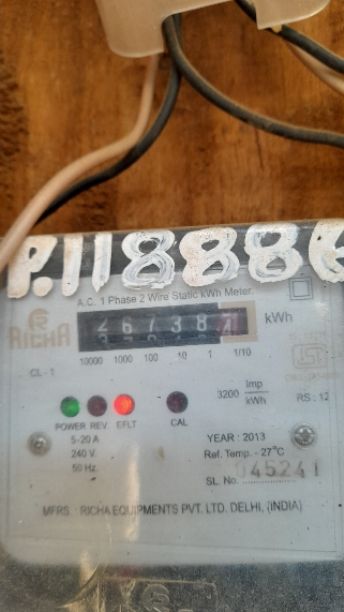 P.118886
A.C. 1 Phase 2 Wire Static kWh Meter.
RICHA
26738 kWh
10000 1000 100 10 1 1/10
CL - 1
3200 Imp/kWh
RS : 12
POWER REV. EFLT CAL
5-20 A
240 V.
50 Hz.
YEAR : 2013
Ref. Temp. - 27°C
SL. No. 045241
MFRS : RICHA EQUIPMENTS PVT. LTD. DELHI, (INDIA)